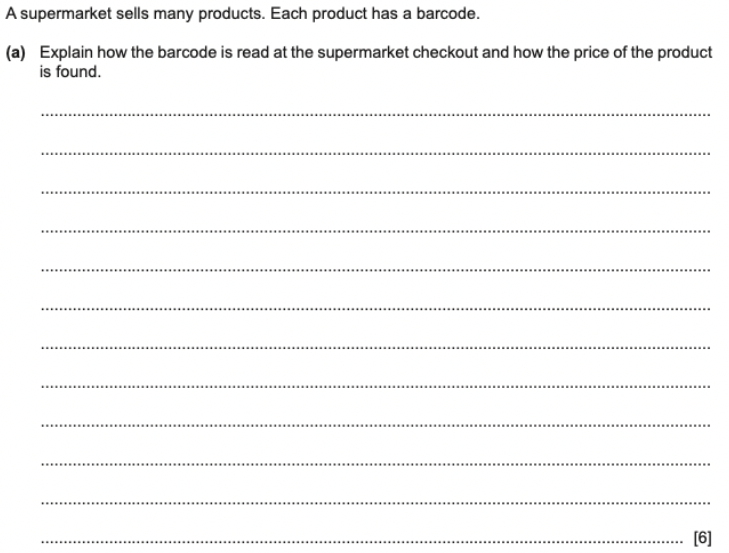 A supermarket sells many products. Each product has a barcode.
(a) Explain how the barcode is read at the supermarket checkout and how the price of the product
is found.
[6]